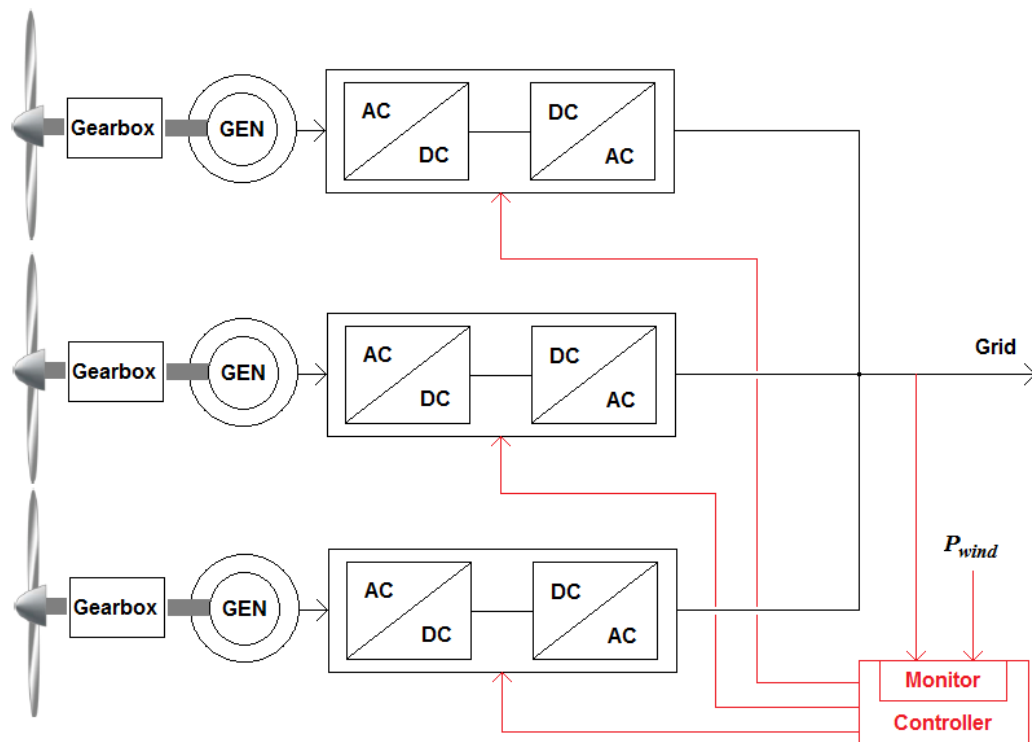 Gearbox
GEN
AC
DC
DC
AC
Gearbox
GEN
AC
DC
DC
AC
Grid
Gearbox
GEN
AC
DC
DC
AC
P_wind
Monitor
Controller